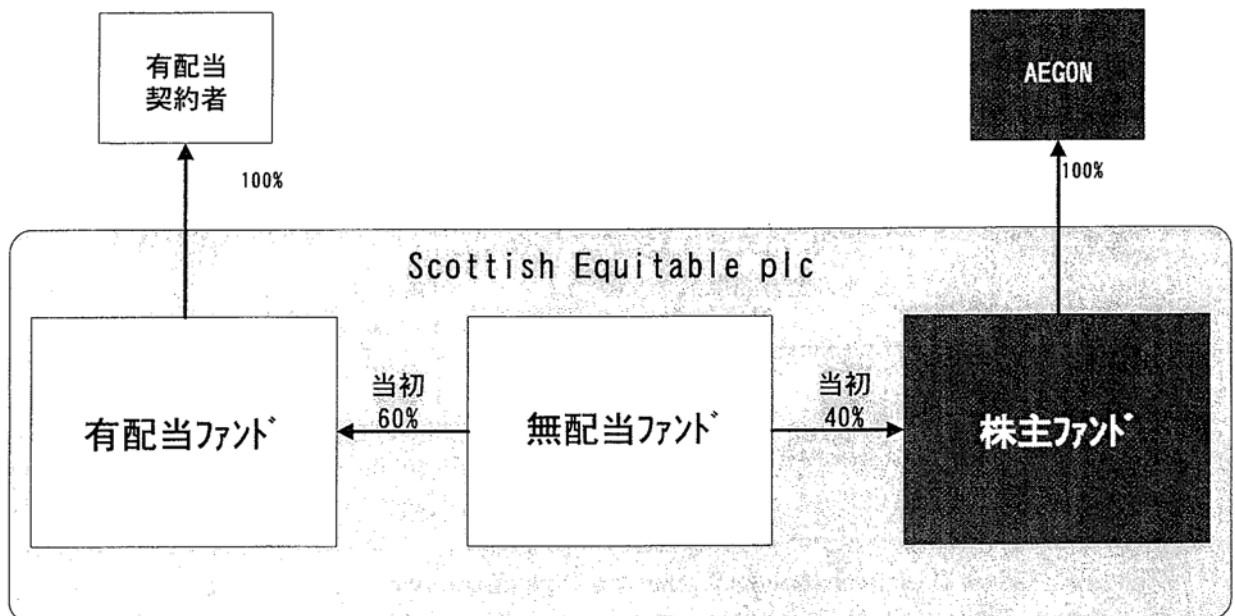 有配当
契約者
AEGON
100%
100%
Scottish Equitable plc
当初
60%
当初
40%
有配当ファンド
無配当ファンド
株主ファンド